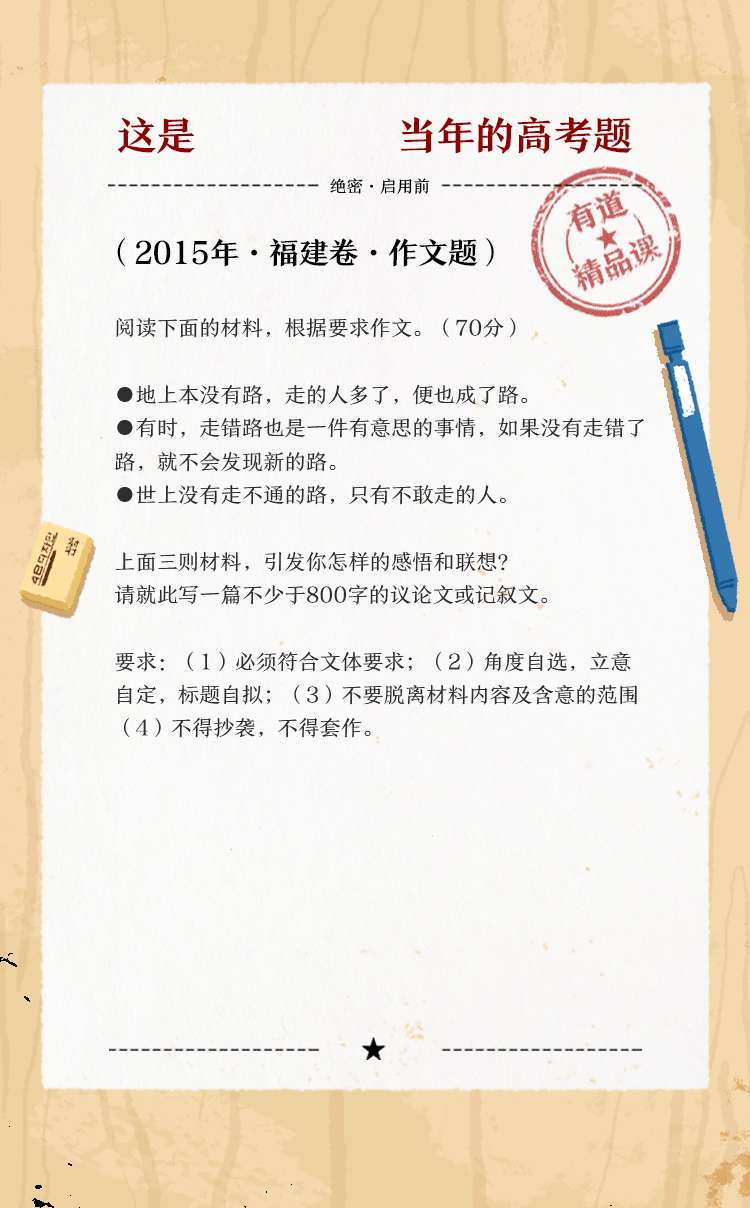 这是 当年的高考题
绝密·启用前
有道
精品课
（2015年·福建卷·作文题）
阅读下面的材料，根据要求作文。（70分）
●地上本没有路，走的人多了，便也成了路。
●有时，走错路也是一件有意思的事情，如果没有走错了
路，就不会发现新的路。
●世上没有走不通的路，只有不敢走的人。
上面三则材料，引发你怎样的感悟和联想？
请就此写一篇不少于800字的议论文或记叙文。
要求：（1）必须符合文体要求；（2）角度自选，立意
自定，标题自拟；（3）不要脱离材料内容及含意的范围
（4）不得抄袭，不得套作。